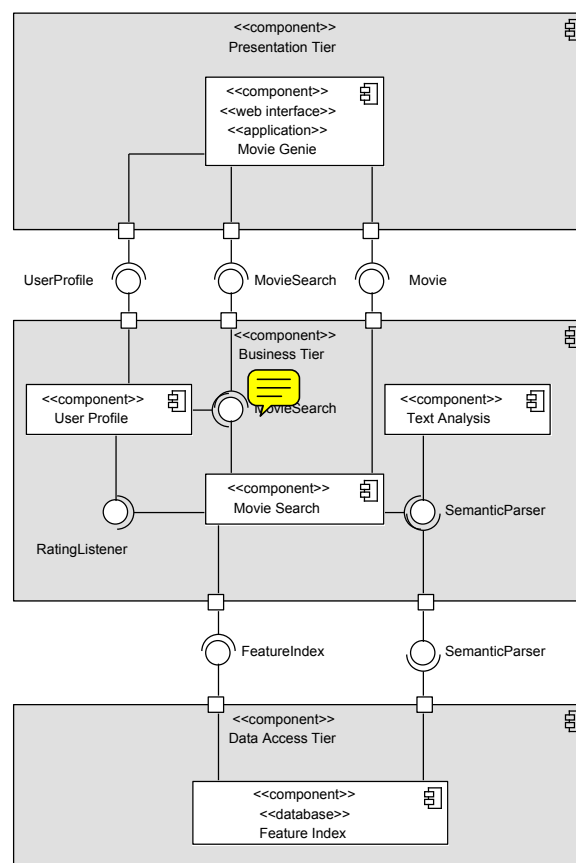 <<component>>
Presentation Tier
<<component>>
<<web interface>>
<<application>>
Movie Genie
UserProfile
MovieSearch
Movie
<<component>>
Business Tier
<<component>>
User Profile
MovieSearch
<<component>>
Text Analysis
<<component>>
Movie Search
SemanticParser
RatingListener
FeatureIndex
SemanticParser
<<component>>
Data Access Tier
<<component>>
<<database>>
Feature Index